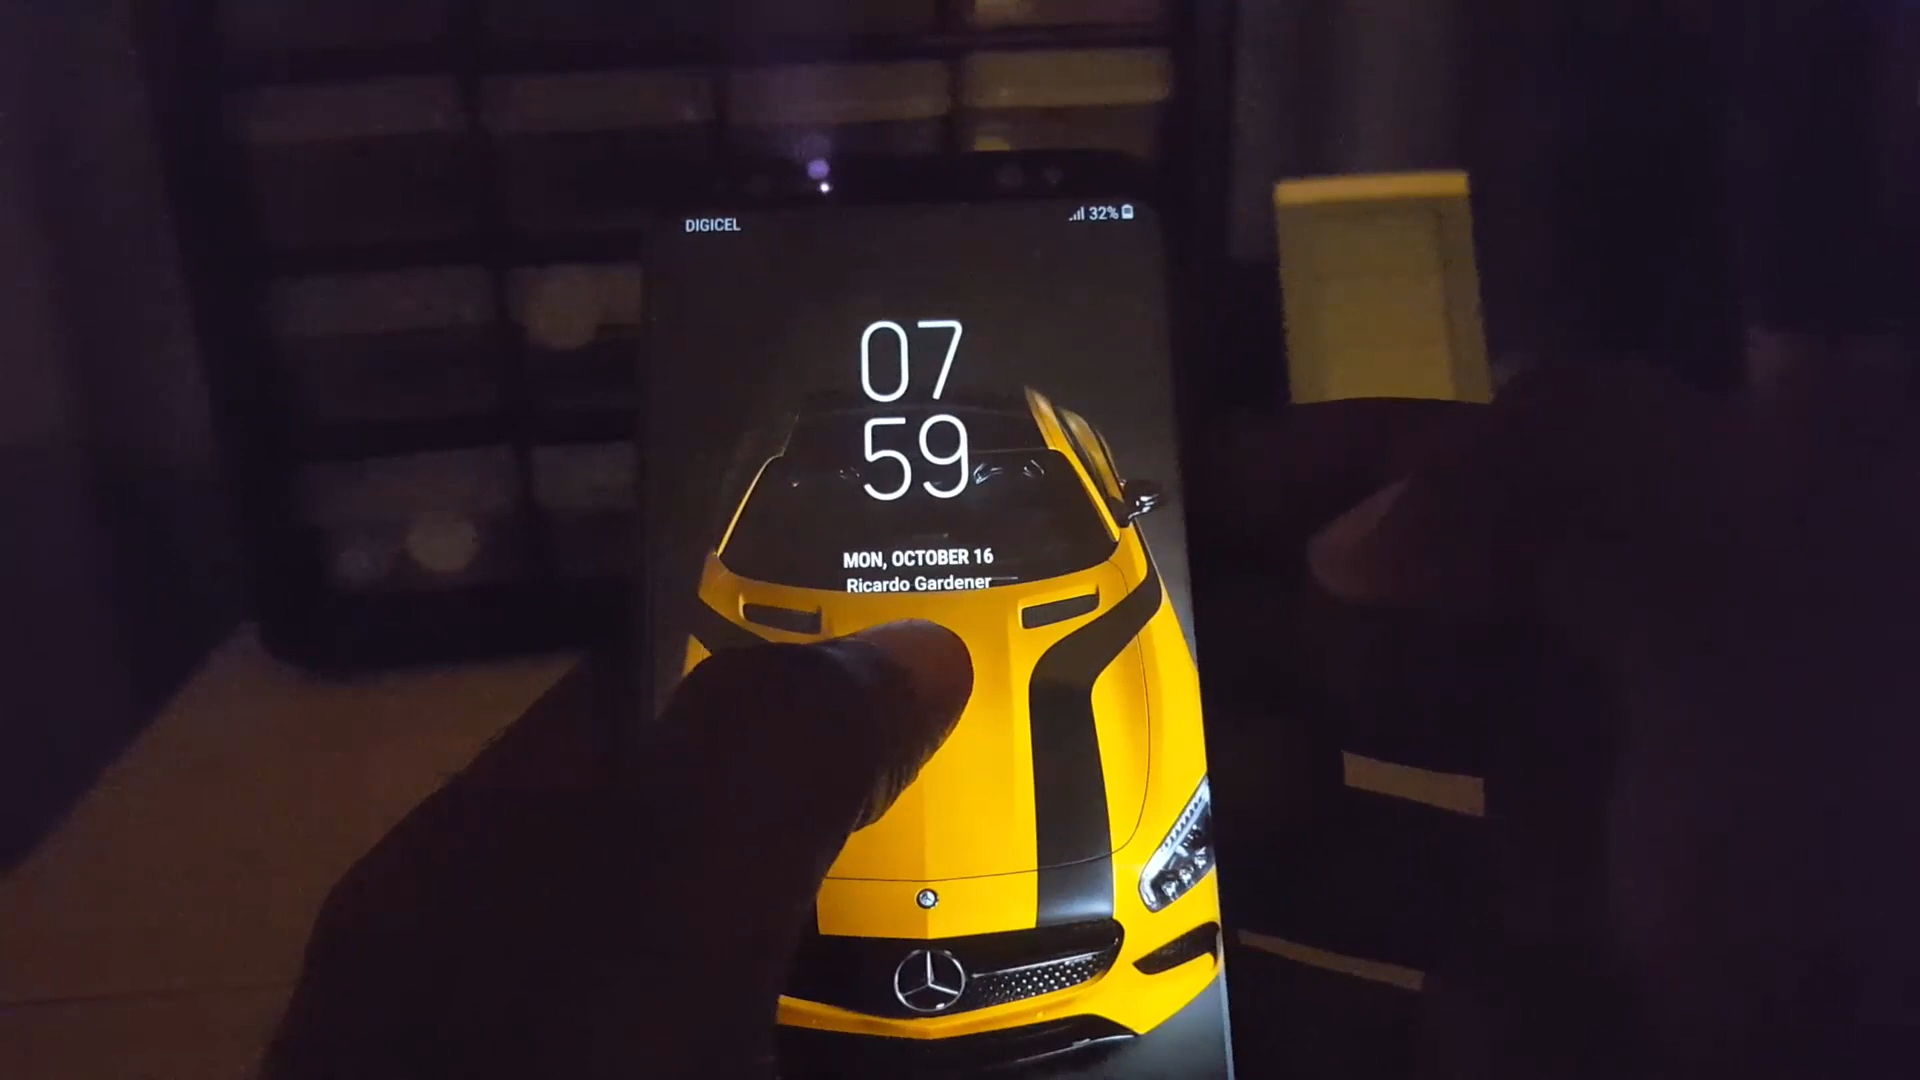 DIGICEL
32%
07
59
MON, OCTOBER 16
Ricardo Gardener